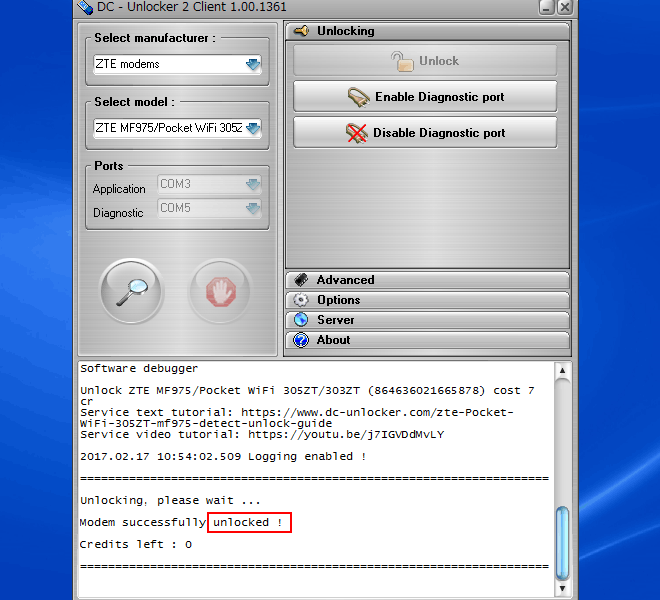 DC - Unlocker 2 Client 1.00.1361
Select manufacturer :
ZTE modems
Select model :
ZTE MF975/Pocket WiFi 305Z
Ports
Application COM3
Diagnostic COM5
Unlocking
Unlock
Enable Diagnostic port
Disable Diagnostic port
Advanced
Options
Server
About
Software debugger
Unlock ZTE MF975/Pocket WiFi 305ZT/303ZT (864636021665878) cost 7
cr
Service text tutorial: https://www.dc-unlocker.com/zte-Pocket-
WiFi-305ZT-mf975-detect-unlock-guide
Service video tutorial: https://youtu.be/j7IGVDdMvLY
2017.02.17 10:54:02.509 Logging enabled !
===================================================================
Unlocking, please wait ...
Modem successfully unlocked !
Credits left : 0
===================================================================